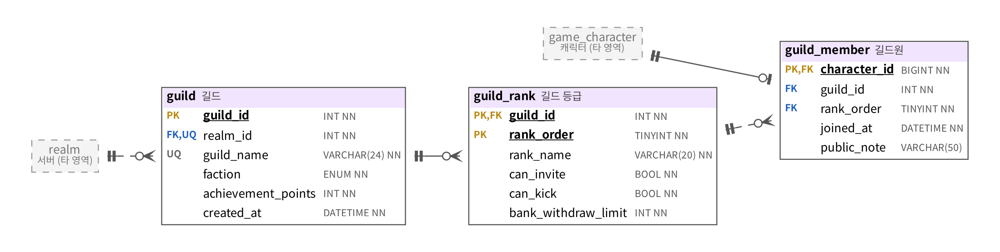 realm
서버 (타 영역)
guild 길드
PK guild_id INT NN
FK,UQ realm_id INT NN
UQ guild_name VARCHAR(24) NN
faction ENUM NN
achievement_points INT NN
created_at DATETIME NN
guild_rank 길드 등급
PK,FK guild_id INT NN
PK rank_order TINYINT NN
rank_name VARCHAR(20) NN
can_invite BOOL NN
can_kick BOOL NN
bank_withdraw_limit INT NN
game_character
캐릭터 (타 영역)
guild_member 길드원
PK,FK character_id BIGINT NN
FK guild_id INT NN
FK rank_order TINYINT NN
joined_at DATETIME NN
public_note VARCHAR(50)